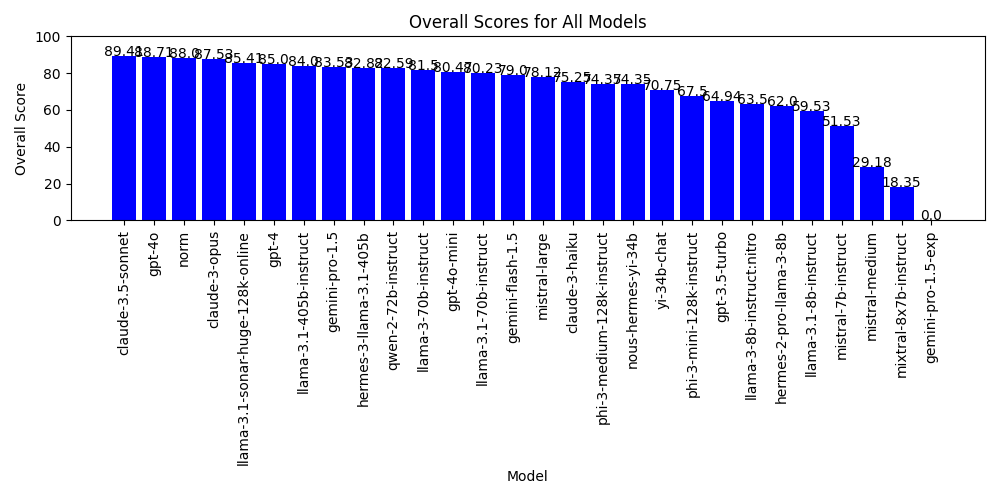 Overall Scores for All Models
Overall Score
100
80
60
40
20
0
89.41
88.71
88.0
87.53
85.41
85.0
84.0
83.53
82.82
82.59
81.5
80.47
80.23
79.0
78.12
75.25
74.35
74.35
70.75
67.5
64.94
63.5
62.0
59.53
51.53
29.18
18.35
0.0
claude-3.5-sonnet
gpt-4o
norm
claude-3-opus
llama-3.1-sonar-huge-128k-online
gpt-4
llama-3.1-405b-instruct
gemini-pro-1.5
hermes-3-llama-3.1-405b
qwen-2-72b-instruct
llama-3-70b-instruct
gpt-4o-mini
llama-3.1-70b-instruct
gemini-flash-1.5
mistral-large
claude-3-haiku
phi-3-medium-128k-instruct
nous-hermes-yi-34b
yi-34b-chat
phi-3-mini-128k-instruct
gpt-3.5-turbo
llama-3-8b-instruct:nitro
hermes-2-pro-llama-3-8b
llama-3.1-8b-instruct
mistral-7b-instruct
mistral-medium
mixtral-8x7b-instruct
gemini-pro-1.5-exp
Model